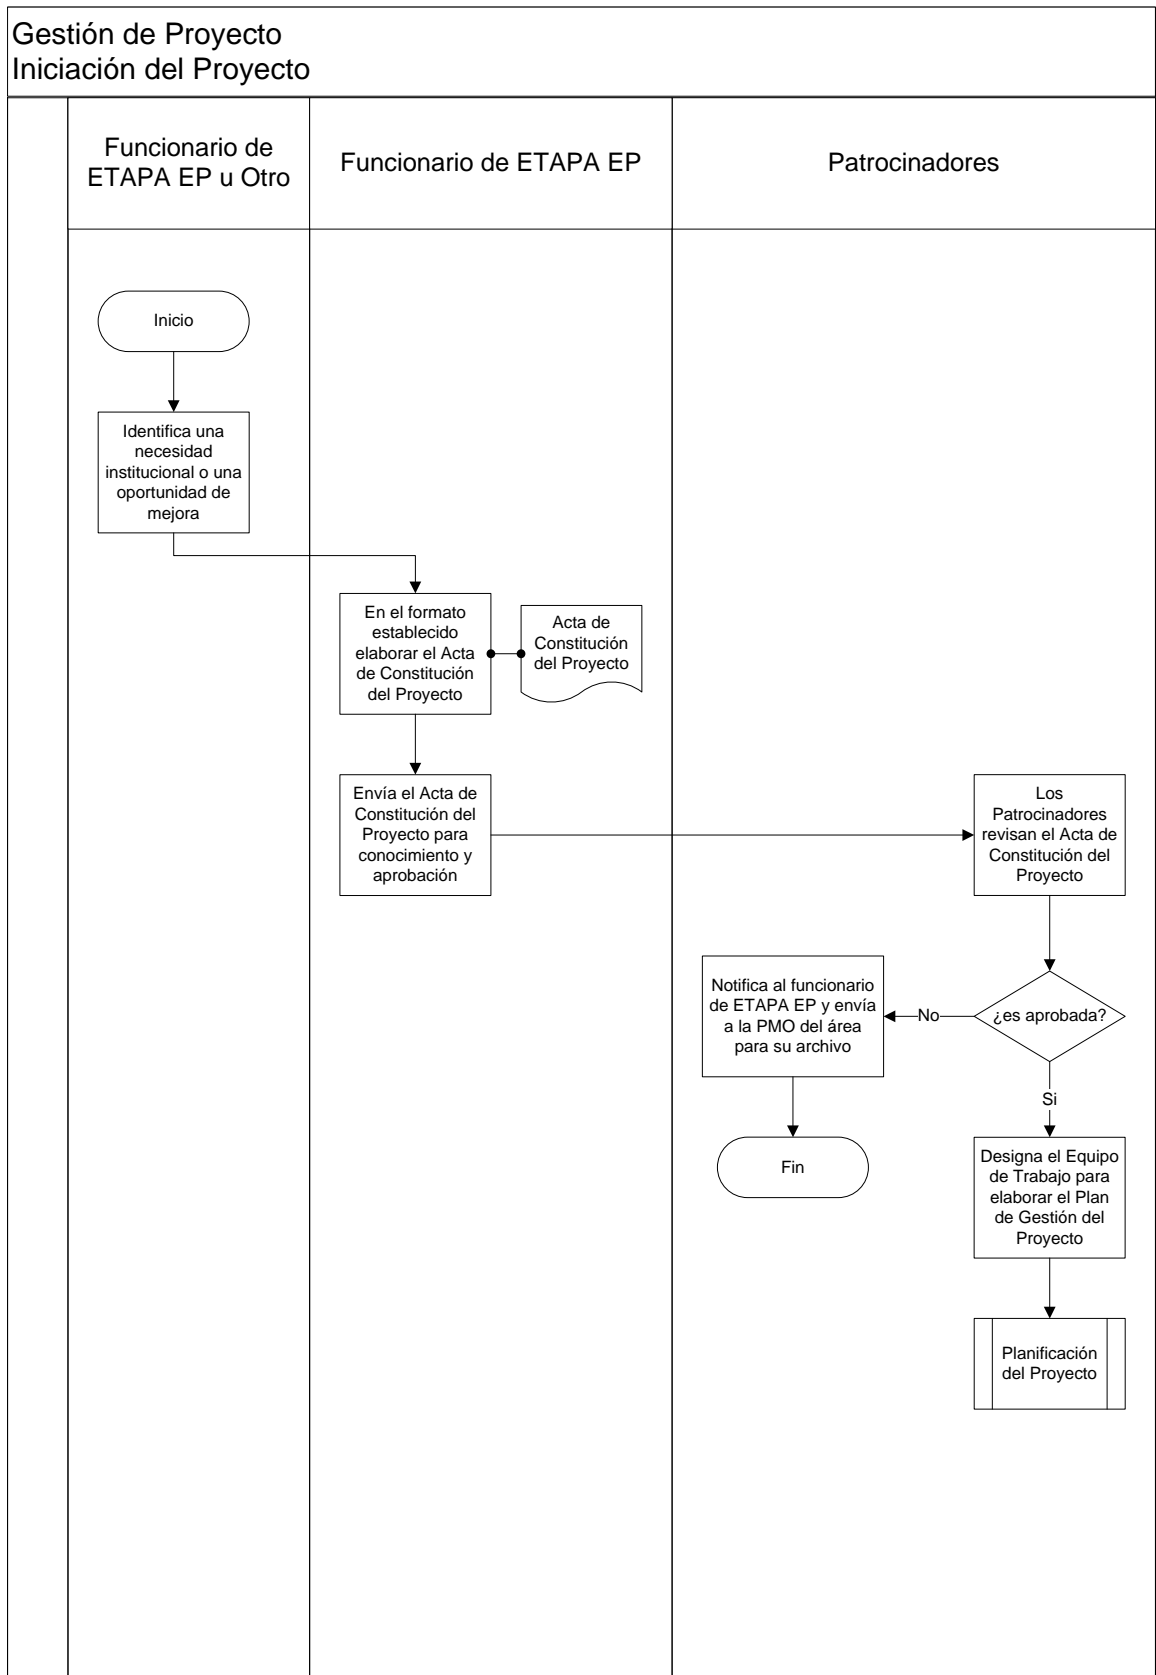 Gestión de Proyecto
Iniciación del Proyecto
Funcionario de
ETAPA EP u Otro
Funcionario de ETAPA EP
Patrocinadores
Inicio
Identifica una
necesidad
institucional o una
oportunidad de
mejora
En el formato
establecido
elaborar el Acta
de Constitución
del Proyecto
Acta de
Constitución
del Proyecto
Envía el Acta de
Constitución del
Proyecto para
conocimiento y
aprobación
Los
Patrocinadores
revisan el Acta de
Constitución del
Proyecto
¿es aprobada?
No
Notifica al funcionario
de ETAPA EP y envía
a la PMO del área
para su archivo
Fin
Si
Designa el Equipo
de Trabajo para
elaborar el Plan
de Gestión del
Proyecto
Planificación
del Proyecto